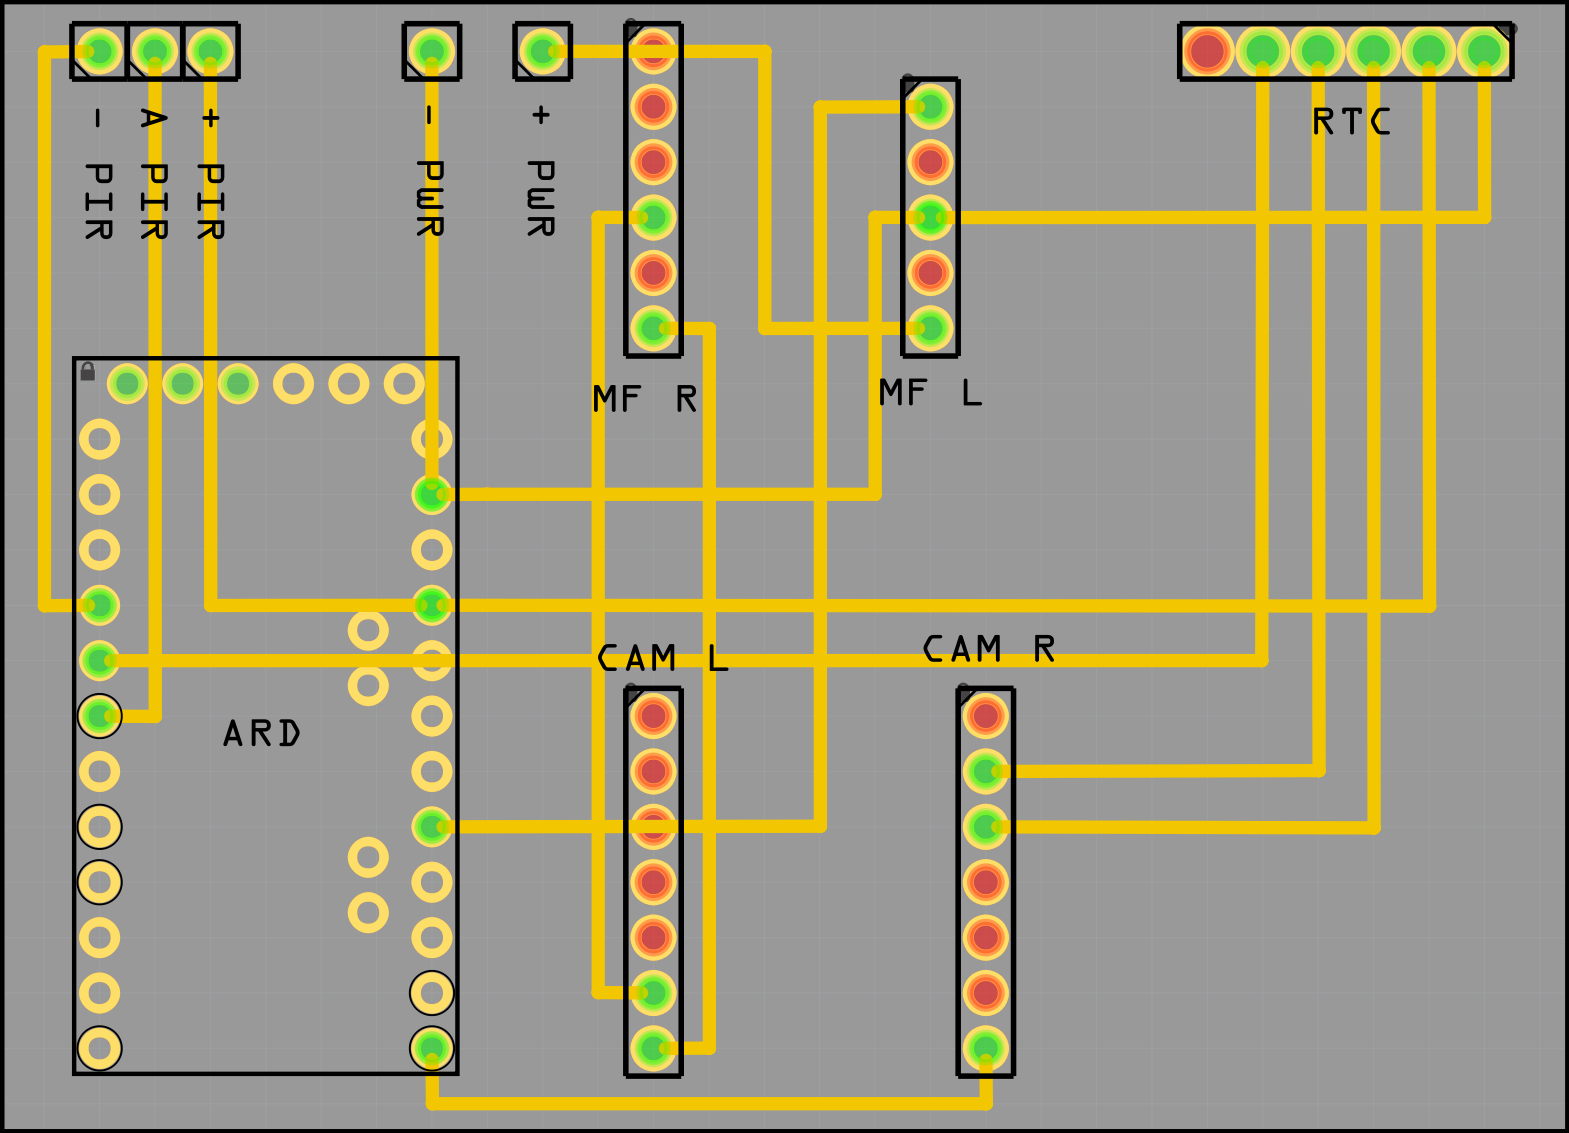 - PIR
A PIR
+ PIR
- PWR
+ PWR
RTC
MF R
MF L
CAM L
CAM R
ARD